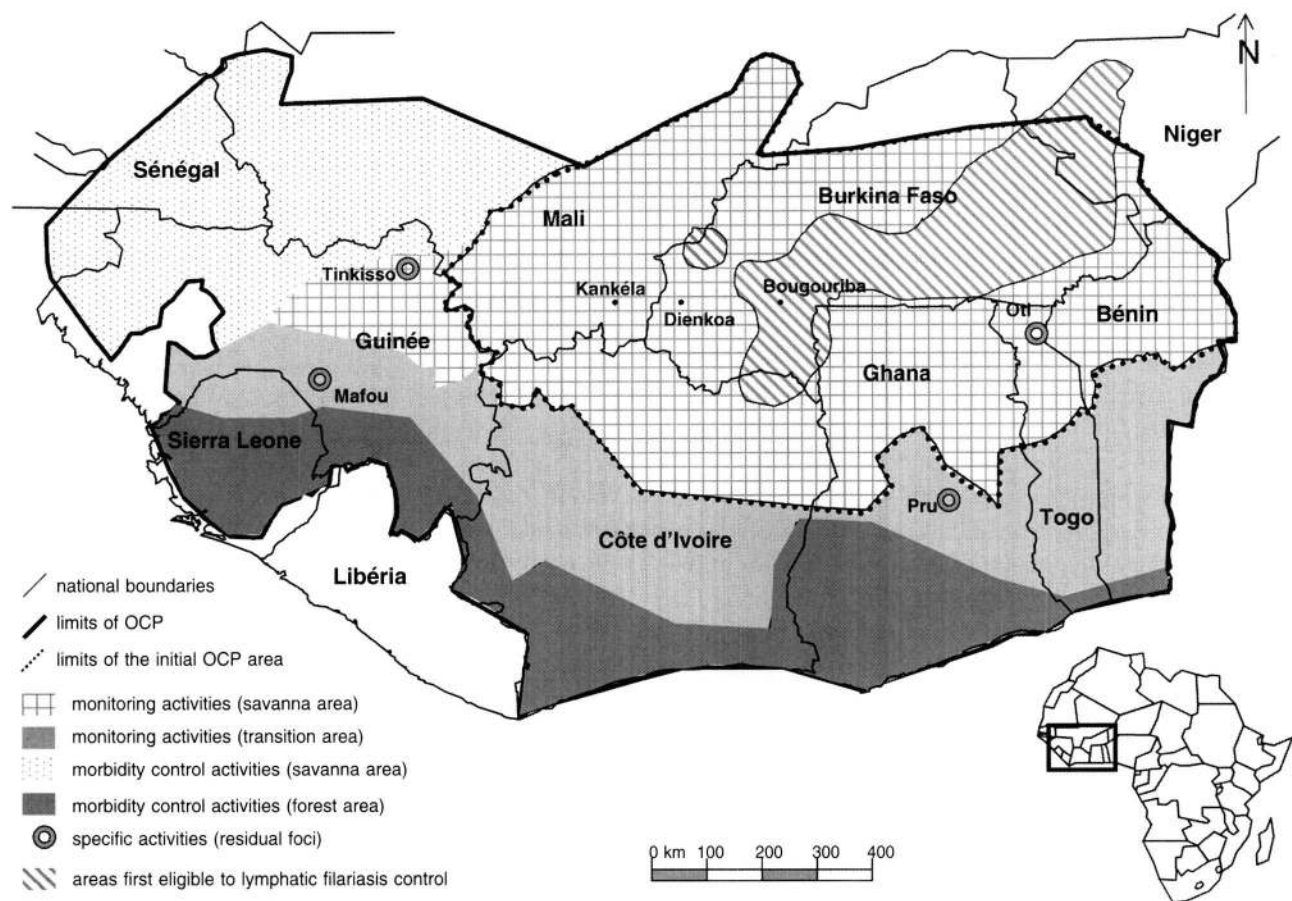 N
Niger
Sénégal
Burkina Faso
Mali
Tinkisso
Kankéla
Bougouriba
Dienkoa
Oti
Bénin
Guinée
Ghana
Mafou
Sierra Leone
Pru
Togo
Côte d'Ivoire
Libéria
national boundaries
limits of OCP
limits of the initial OCP area
monitoring activities (savanna area)
monitoring activities (transition area)
morbidity control activities (savanna area)
morbidity control activities (forest area)
specific activities (residual foci)
areas first eligible to lymphatic filariasis control
0 km 100 200 300 400